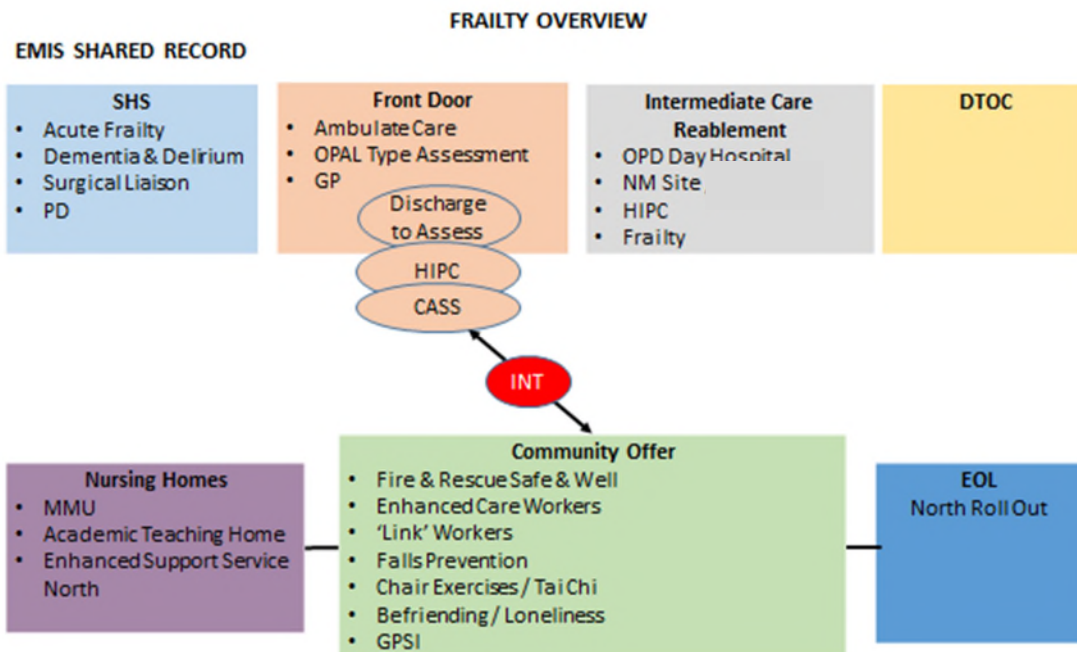 FRAILTY OVERVIEW
EMIS SHARED RECORD
SHS
• Acute Frailty
• Dementia & Delirium
• Surgical Liaison
• PD
Front Door
• Ambulate Care
• OPAL Type Assessment
• GP
Discharge
to Assess
HIPC
CASS
Intermediate Care
Reablement
• OPD Day Hospital
• NM Site
• HIPC
• Frailty
DTOC
INT
Nursing Homes
• MMU
• Academic Teaching Home
• Enhanced Support Service
North
Community Offer
• Fire & Rescue Safe & Well
• Enhanced Care Workers
• ‘Link’ Workers
• Falls Prevention
• Chair Exercises / Tai Chi
• Befriending / Loneliness
• GPSI
EOL
North Roll Out